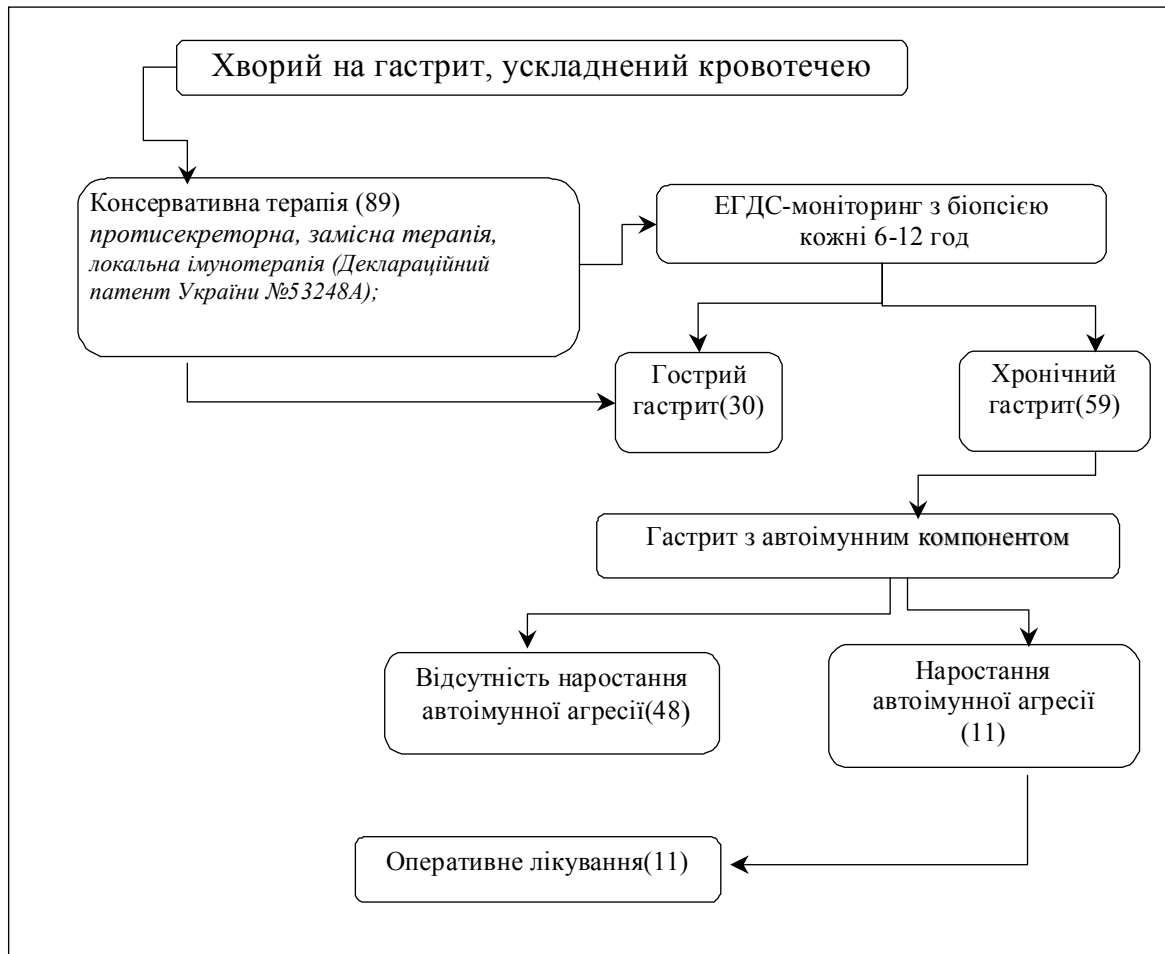 Хворий на гастрит, ускладнений кровотечею
Консервативна терапія (89)
протисекреторна, замісна терапія,
локальна імунотерапія (Деклараційний
патент України №53248А);
ЕГДС-моніторинг з біопсією
кожні 6-12 год
Гострий
гастрит(30)
Хронічний
гастрит(59)
Гастрит з автоімунним компонентом
Відсутність наростання
автоімунної агресії(48)
Наростання
автоімунної агресії
(11)
Оперативне лікування(11)